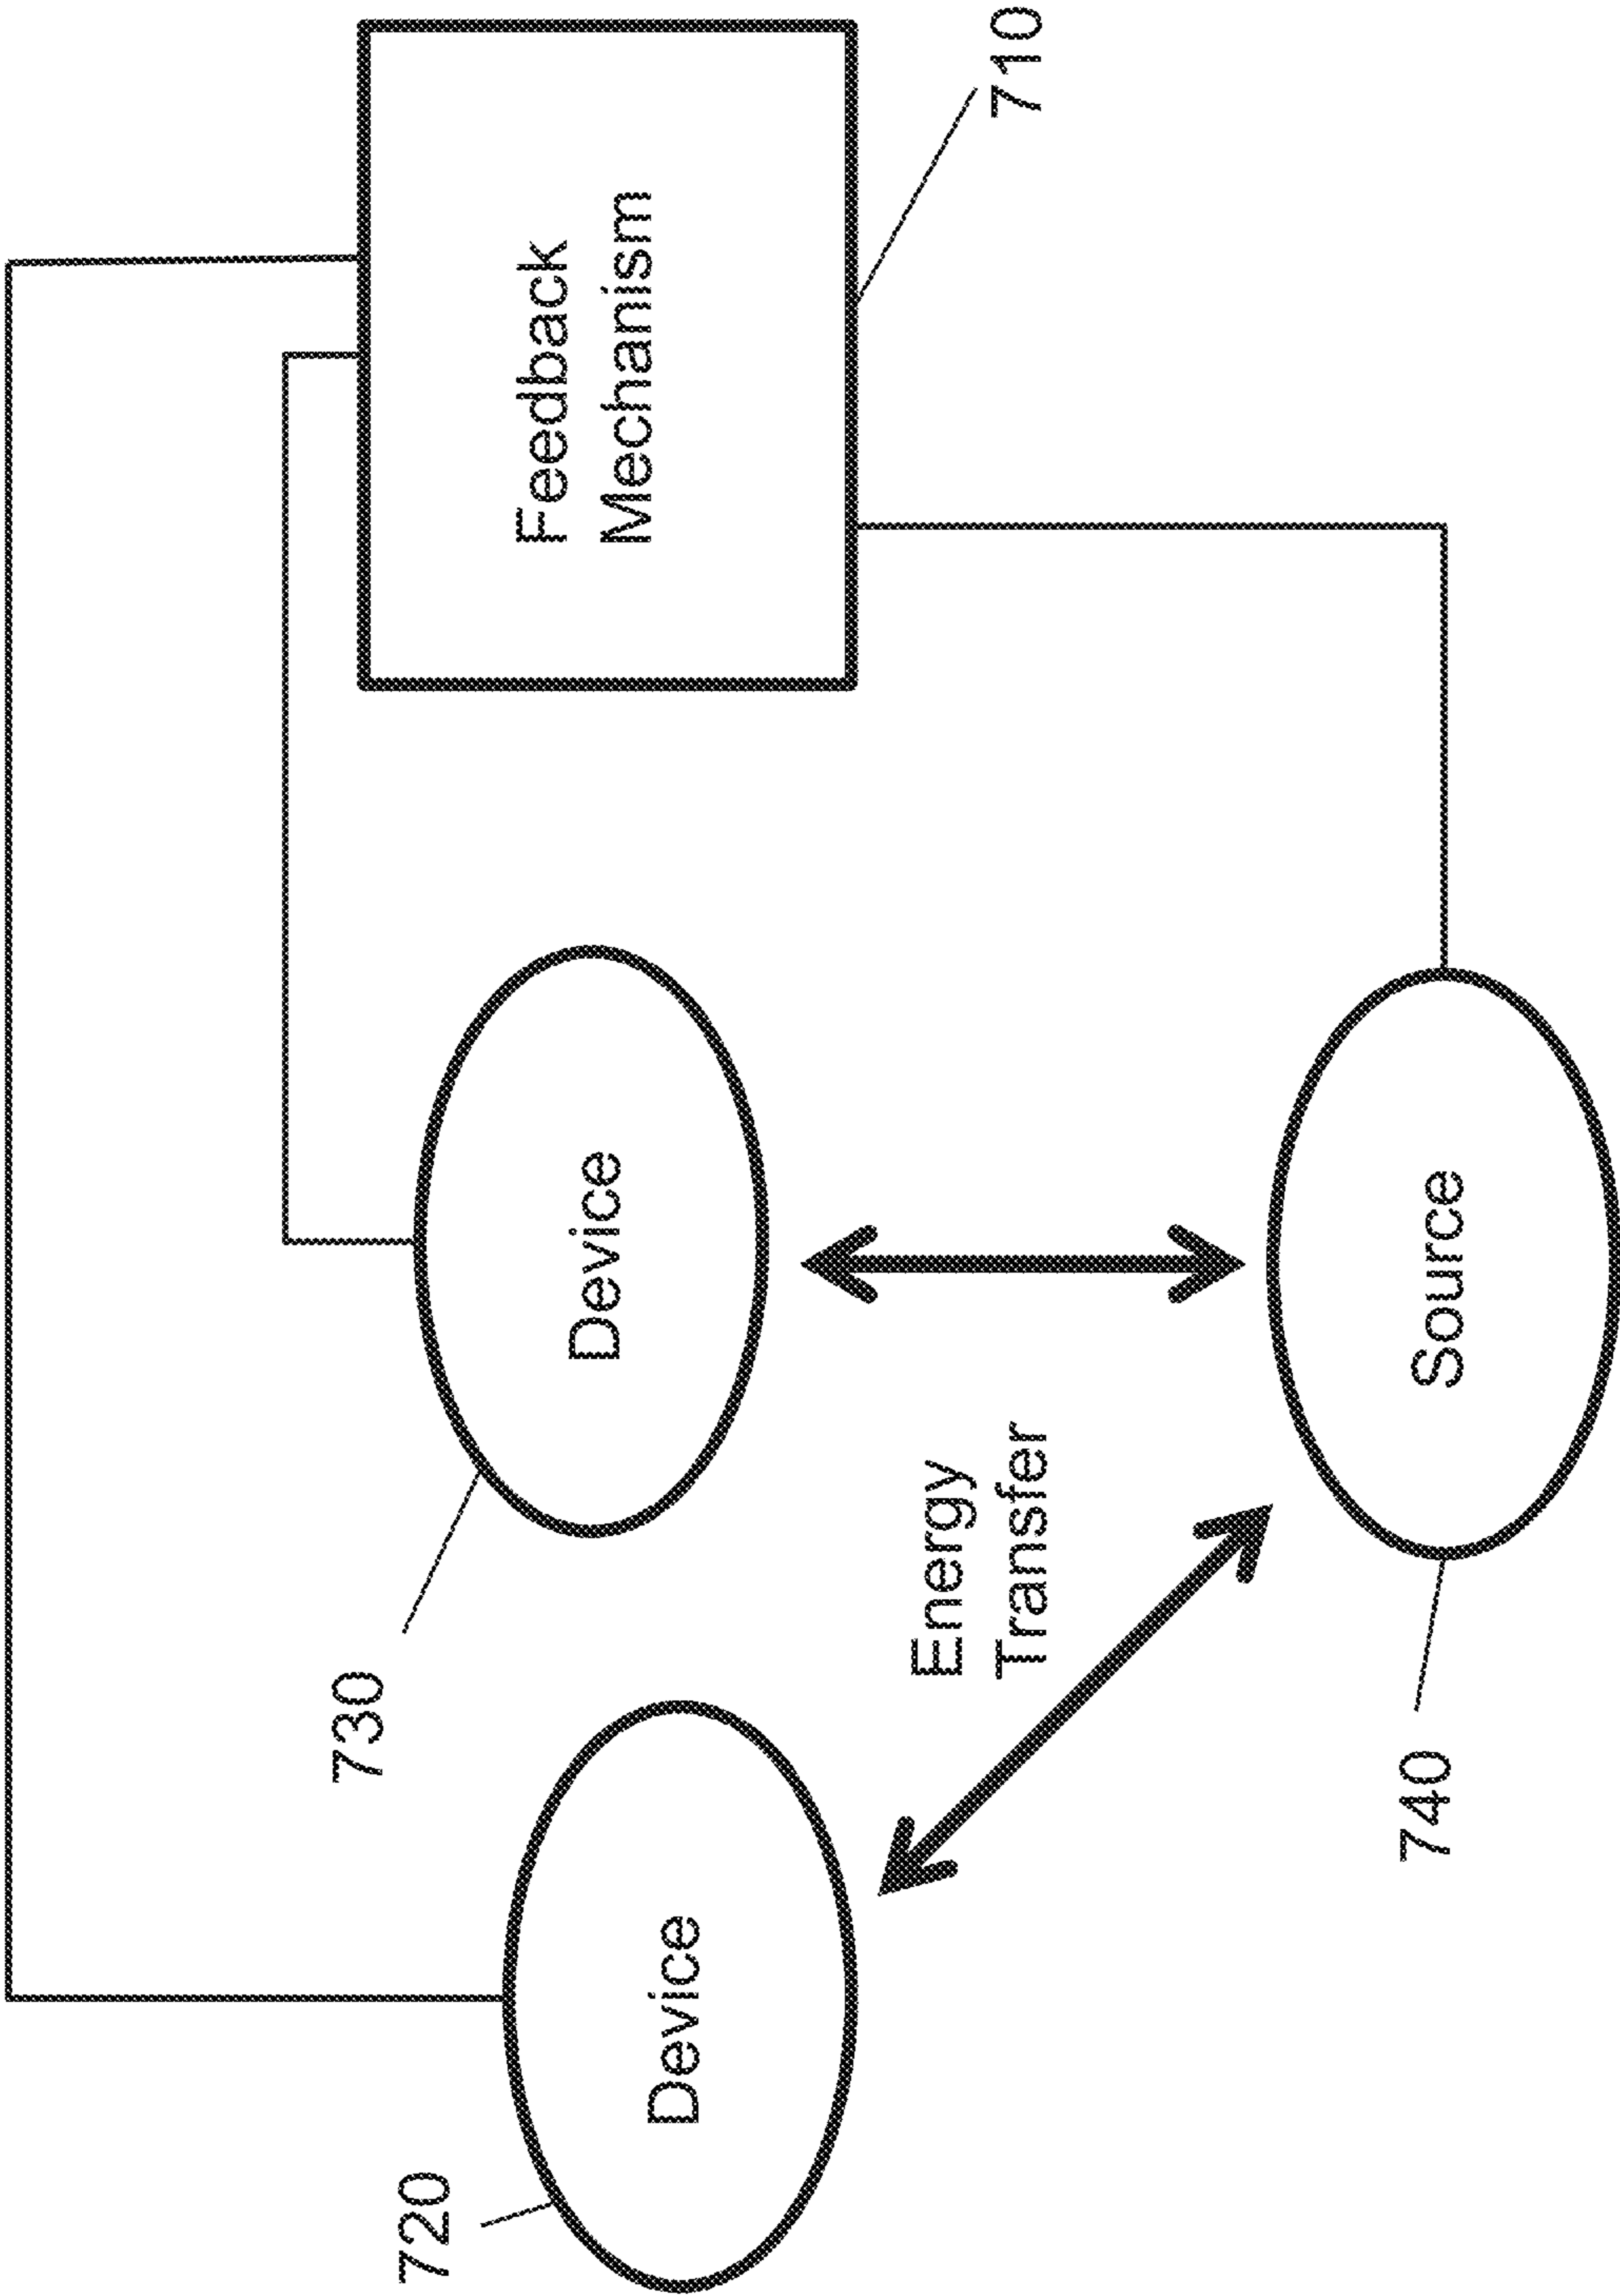 720
Device
730
Device
Feedback
Mechanism
710
Energy
Transfer
740
Source